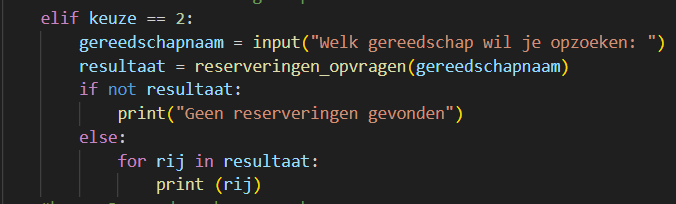 elif keuze == 2:
gereedschapnaam = input("Welk gereedschap wil je opzoeken: ")
resultaat = reserveringen_opvragen(gereedschapnaam)
if not resultaat:
print("Geen reserveringen gevonden")
else:
for rij in resultaat:
print (rij)